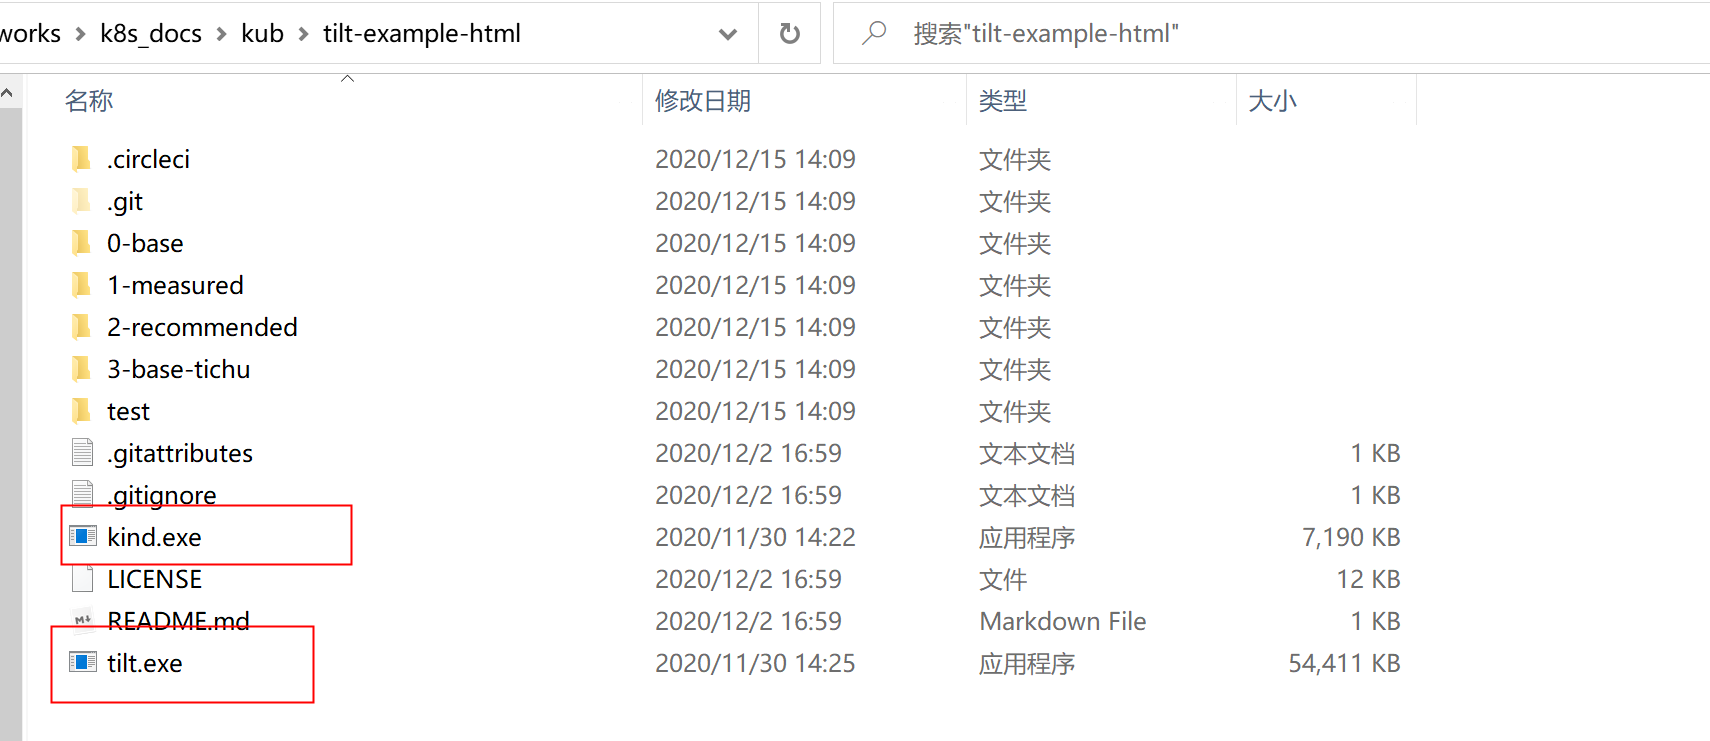 works > k8s_docs > kub > tilt-example-html 搜索"tilt-example-html"
名称 修改日期 类型 大小
.circleci 2020/12/15 14:09 文件夹
.git 2020/12/15 14:09 文件夹
0-base 2020/12/15 14:09 文件夹
1-measured 2020/12/15 14:09 文件夹
2-recommended 2020/12/15 14:09 文件夹
3-base-tichu 2020/12/15 14:09 文件夹
test 2020/12/15 14:09 文件夹
.gitattributes 2020/12/2 16:59 文本文档 1 KB
.gitignore 2020/12/2 16:59 文本文档 1 KB
kind.exe 2020/11/30 14:22 应用程序 7,190 KB
LICENSE 2020/12/2 16:59 文件 12 KB
README.md 2020/12/2 16:59 Markdown File 1 KB
tilt.exe 2020/11/30 14:25 应用程序 54,411 KB